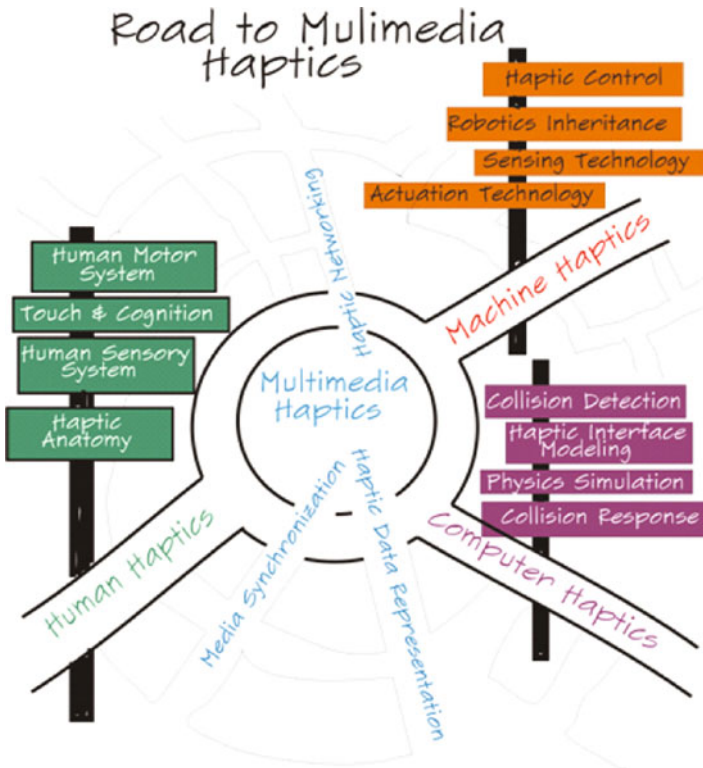 Road to Mulimedia
Haptics
Haptic Control
Robotics Inheritance
Sensing Technology
Actuation Technology
Machine Haptics
Haptic Networking
Human Motor
System
Touch & Cognition
Human Sensory
System
Haptic
Anatomy
Multimedia
Haptics
Collision Detection
Haptic Interface
Modeling
Physics Simulation
Collision Response
Human Haptics
Media Synchronization
Haptic Data Representation
Computer Haptics